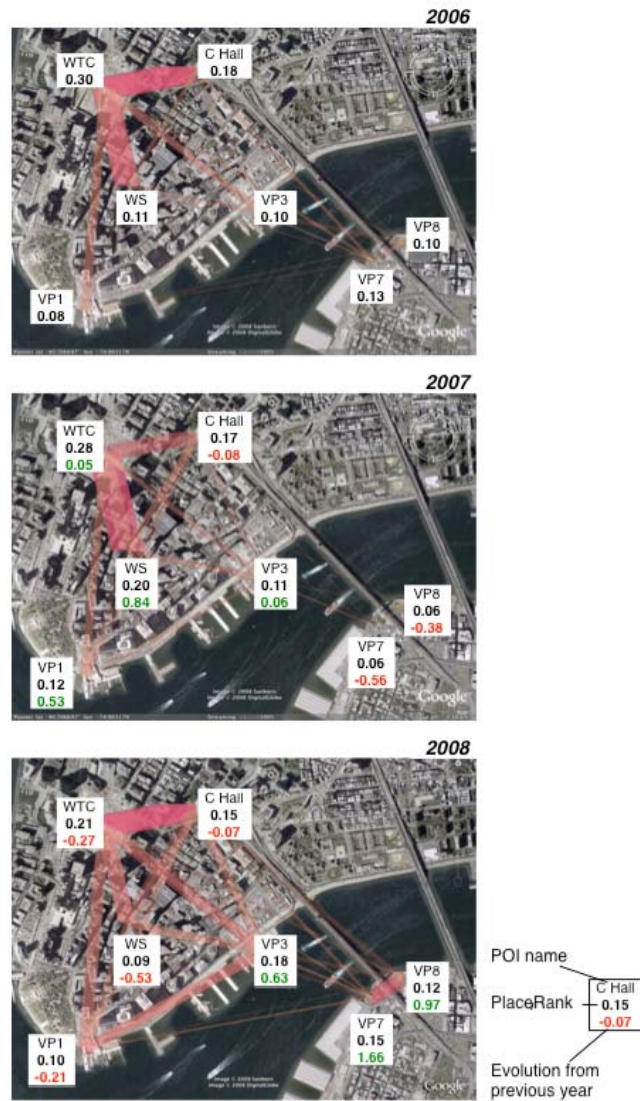 2006
WTC
0.30
C Hall
0.18
WS
0.11
VP3
0.10
VP8
0.10
VP7
0.13
VP1
0.08
Google
2007
WTC
0.28
0.05
C Hall
0.17
-0.08
WS
0.20
0.84
VP3
0.11
0.06
VP8
0.06
-0.38
VP7
0.06
-0.56
VP1
0.12
0.53
Google
2008
WTC
0.21
-0.27
C Hall
0.15
-0.07
WS
0.09
-0.53
VP3
0.18
0.63
VP8
0.12
0.97
VP7
0.15
1.66
VP1
0.10
-0.21
Google
POI name
PlaceRank
C Hall
0.15
-0.07
Evolution from
previous year